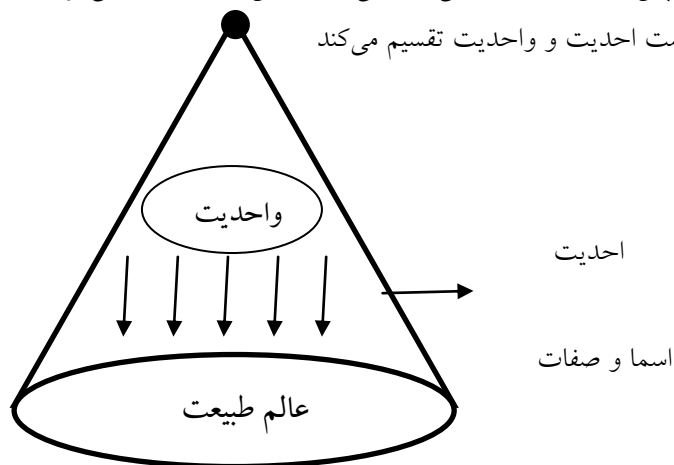 احدیت و واحدیت تقسیم می‌کند
واحدیت
احدیت
اسما و صفات
عالم طبیعت